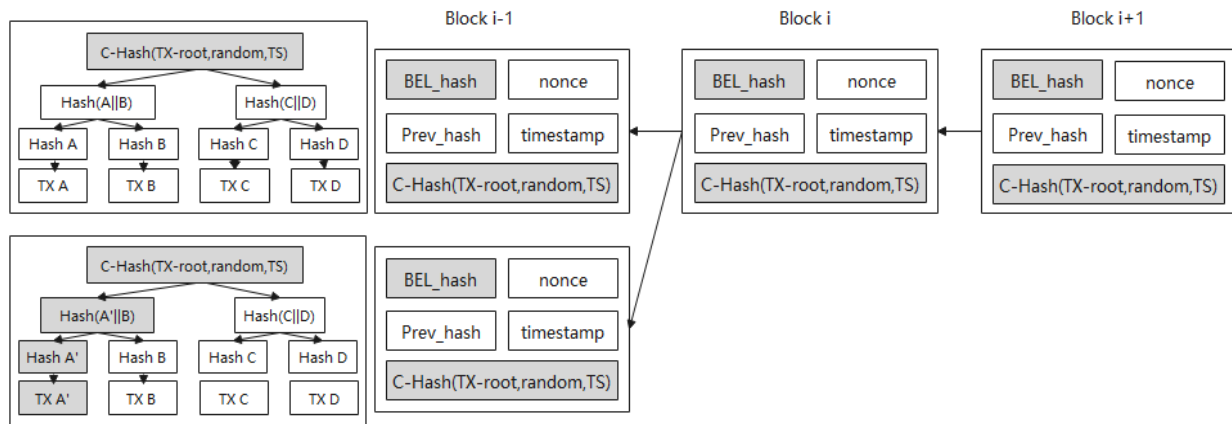 Block i-1
Block i
Block i+1
C-Hash(TX-root,random,TS)
Hash(A||B)
Hash(C||D)
Hash A
Hash B
Hash C
Hash D
TX A
TX B
TX C
TX D
BEL_hash
nonce
Prev_hash
timestamp
C-Hash(TX-root,random,TS)
BEL_hash
nonce
Prev_hash
timestamp
C-Hash(TX-root,random,TS)
BEL_hash
nonce
Prev_hash
timestamp
C-Hash(TX-root,random,TS)
C-Hash(TX-root,random,TS)
Hash(A'||B)
Hash(C||D)
Hash A'
Hash B
Hash C
Hash D
TX A'
TX B
TX C
TX D
BEL_hash
nonce
Prev_hash
timestamp
C-Hash(TX-root,random,TS)